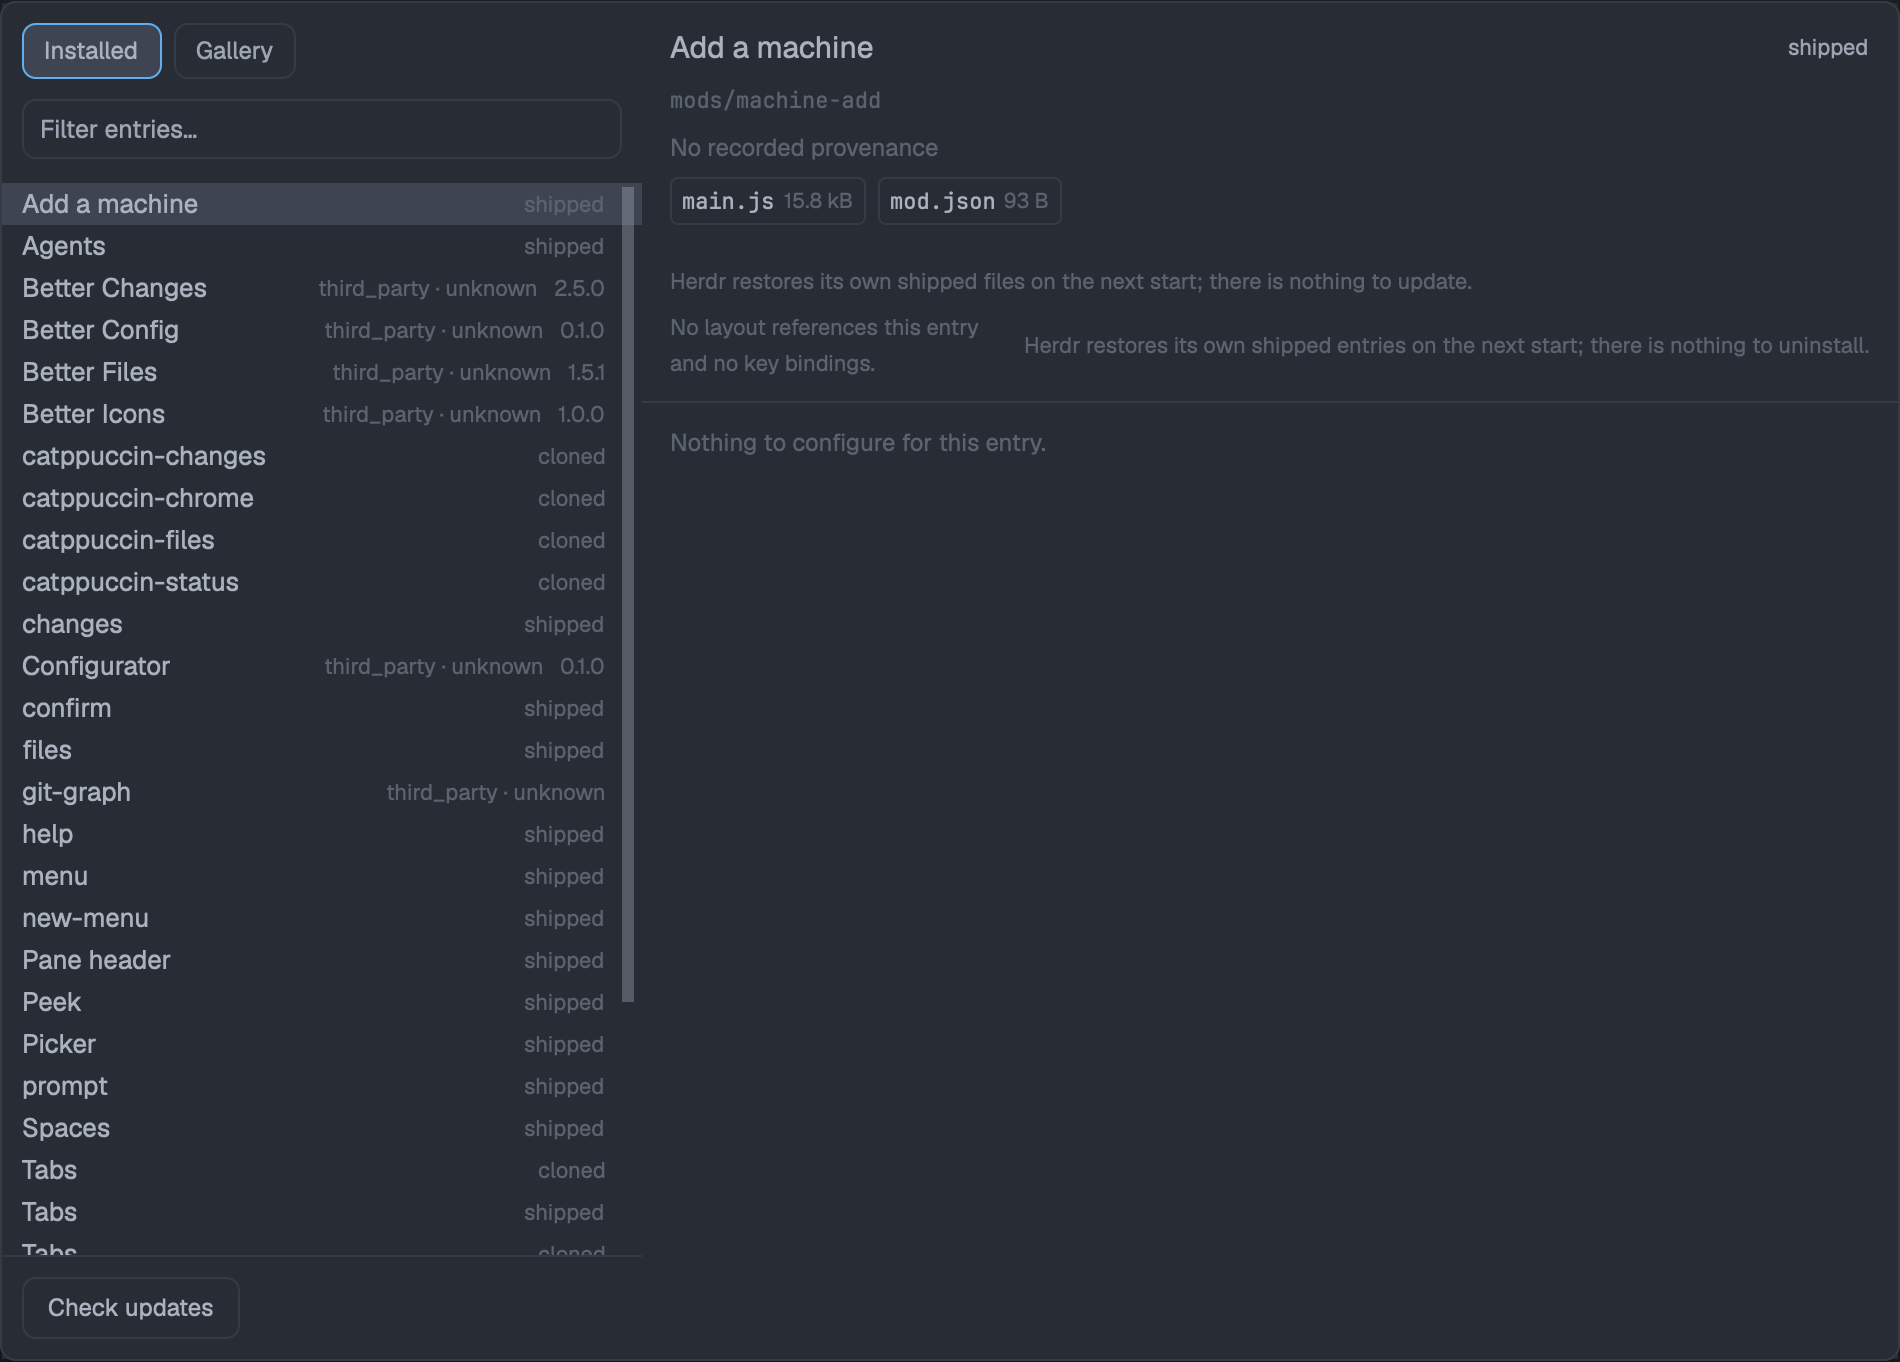 Installed Gallery
Filter entries...
Add a machine shipped
Agents shipped
Better Changes third_party · unknown 2.5.0
Better Config third_party · unknown 0.1.0
Better Files third_party · unknown 1.5.1
Better Icons third_party · unknown 1.0.0
catppuccin-changes cloned
catppuccin-chrome cloned
catppuccin-files cloned
catppuccin-status cloned
changes shipped
Configurator third_party · unknown 0.1.0
confirm shipped
files shipped
git-graph third_party · unknown
help shipped
menu shipped
new-menu shipped
Pane header shipped
Peek shipped
Picker shipped
prompt shipped
Spaces shipped
Tabs cloned
Tabs shipped
Tabs cloned
Check updates
Add a machine shipped
mods/machine-add
No recorded provenance
main.js 15.8 kB mod.json 93 B
Herdr restores its own shipped files on the next start; there is nothing to update.
No layout references this entry
and no key bindings.
Herdr restores its own shipped entries on the next start; there is nothing to uninstall.
Nothing to configure for this entry.